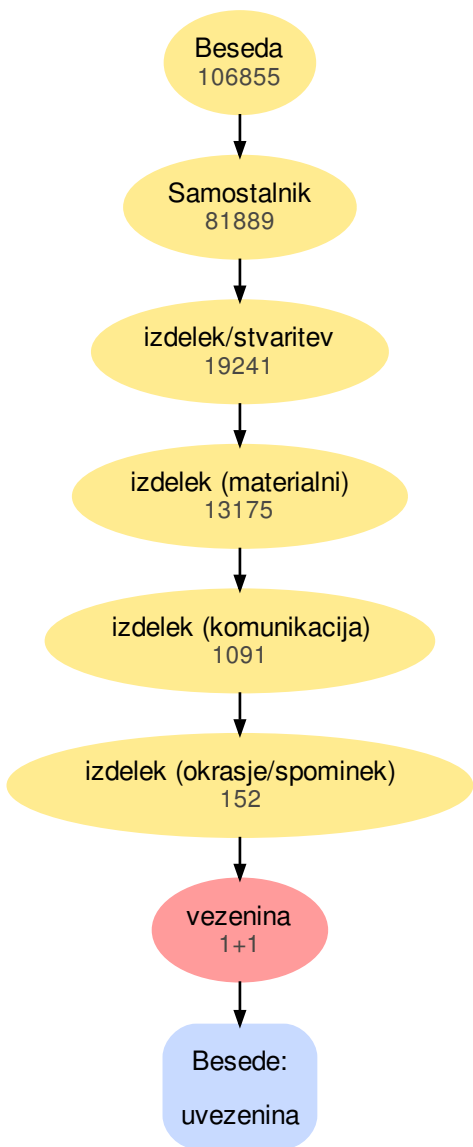 Beseda
106855
Samostalnik
81889
izdelek/stvaritev
19241
izdelek (materialni)
13175
izdelek (komunikacija)
1091
izdelek (okrasje/spominek)
152
vezenina
1+1
Besede:
uvezenina